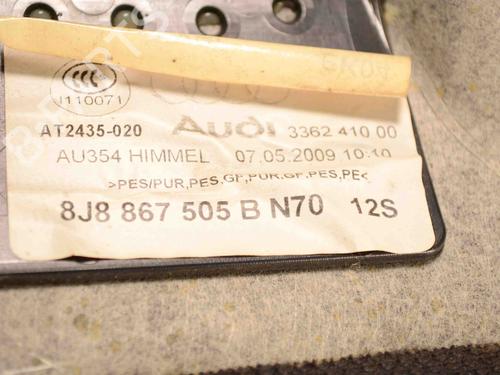 I110071
AT2435-020 Audi 3362 410 00
AU354 HIMMEL 07.05.2009 10:10
>PES/PUR,PES,GF,PUR,GF,PES,PE<
8J8 867 505 B N70 12S